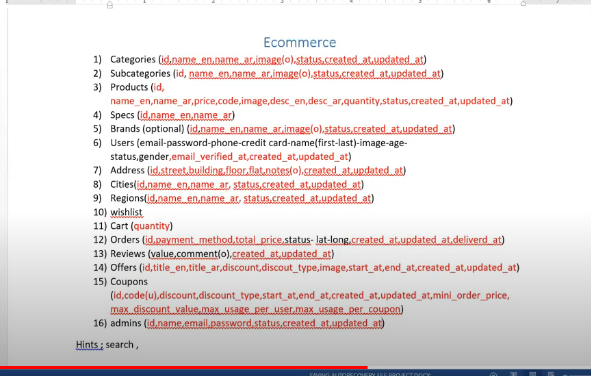 Ecommerce
1) Categories (id,name_en,name_ar,image(o),status,created_at,updated_at)
2) Subcategories (id, name_en,name_ar,image(o),status,created_at,updated_at)
3) Products (id,
name_en,name_ar,price,code,image,desc_en,desc_ar,quantity,status,created_at,updated_at)
4) Specs (id,name_en,name_ar)
5) Brands (optional) (id,name_en,name_ar,image(o),status,created_at,updated_at)
6) Users (email-password-phone-credit card-name(first-last)-image-age-
status,gender,email_verified_at,created_at,updated_at)
7) Address (id,street,building,floor,flat,notes(o),created_at,updated_at)
8) Cities(id,name_en,name_ar, status,created_at,updated_at)
9) Regions(id,name_en,name_ar, status,created_at,updated_at)
10) wishlist
11) Cart (quantity)
12) Orders (id,payment_method,total_price,status- lat-long,created_at,updated_at,deliverd_at)
13) Reviews (value,comment(o),created_at,updated_at)
14) Offers (id,title_en,title_ar,discount,discout_type,image,start_at,end_at,created_at,updated_at)
15) Coupons
(id,code(u),discount,discount_type,start_at,end_at,created_at,updated_at,mini_order_price,
max_discount_value,max_usage_per_user,max_usage_per_coupon)
16) admins (id,name,email,password,status,created_at,updated_at)
Hints ; search ,